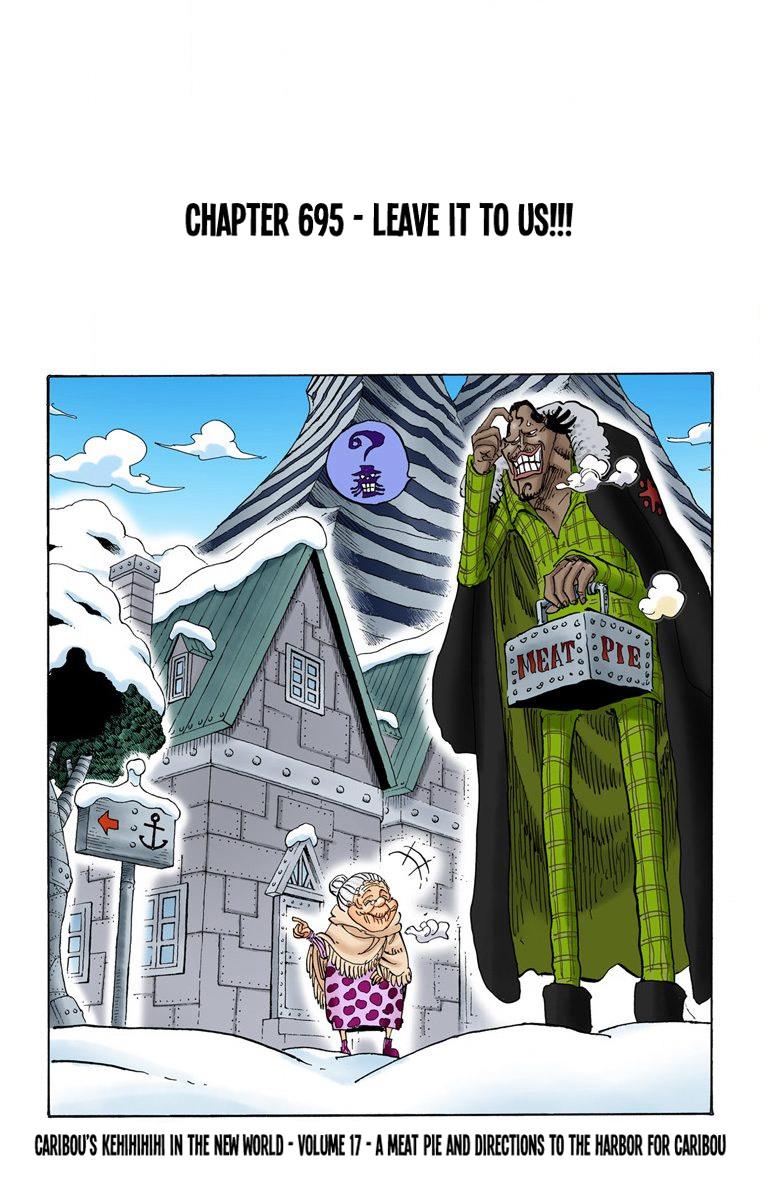 CHAPTER 695 - LEAVE IT TO US!!!
?
MEAT PIE
CARIBOU'S KEHIHIHIHI IN THE NEW WORLD - VOLUME 17 - A MEAT PIE AND DIRECTIONS TO THE HARBOR FOR CARIBOU